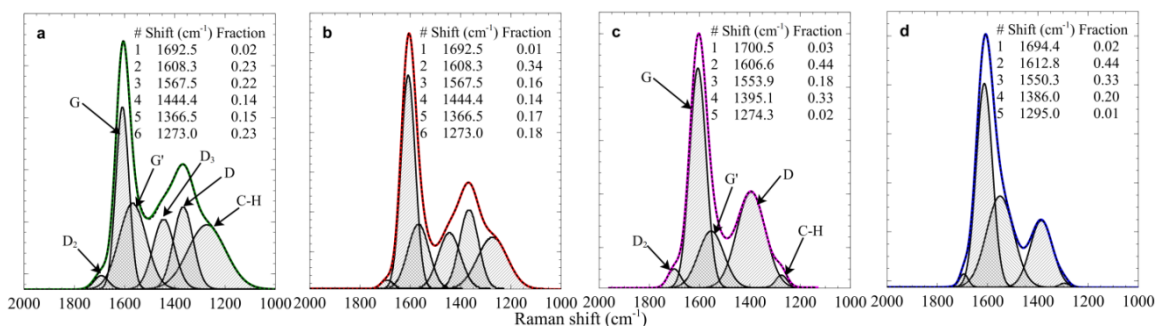 a
# Shift (cm⁻¹) Fraction
1 1692.5 0.02
2 1608.3 0.23
3 1567.5 0.22
4 1444.4 0.14
5 1366.5 0.15
6 1273.0 0.23
G
G'
D₃
D
C-H
D₂
2000 1800 1600 1400 1200 1000
b
# Shift (cm⁻¹) Fraction
1 1692.5 0.01
2 1608.3 0.34
3 1567.5 0.16
4 1444.4 0.14
5 1366.5 0.17
6 1273.0 0.18
2000 1800 1600 1400 1200 1000
c
# Shift (cm⁻¹) Fraction
1 1700.5 0.03
2 1606.6 0.44
3 1553.9 0.18
4 1395.1 0.33
5 1274.3 0.02
G
G'
D
D₂
C-H
2000 1800 1600 1400 1200 1000
d
# Shift (cm⁻¹) Fraction
1 1694.4 0.02
2 1612.8 0.44
3 1550.3 0.33
4 1386.0 0.20
5 1295.0 0.01
2000 1800 1600 1400 1200 1000
Raman shift (cm⁻¹)